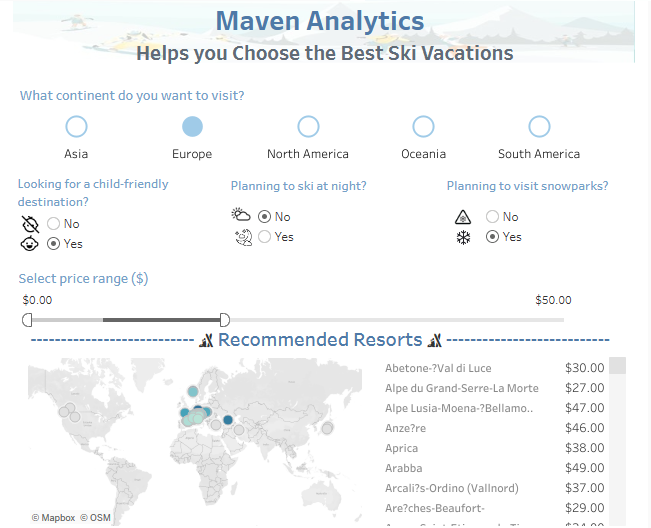 Maven Analytics
Helps you Choose the Best Ski Vacations
What continent do you want to visit?
Asia Europe North America Oceania South America
Looking for a child-friendly destination?
No
Yes
Planning to ski at night?
No
Yes
Planning to visit snowparks?
No
Yes
Select price range ($)
$0.00 $50.00
Recommended Resorts
Abetone-?Val di Luce $30.00
Alpe du Grand-Serre-La Morte $27.00
Alpe Lusia-Moena-?Bellamo.. $47.00
Anze?re $46.00
Aprica $38.00
Arabba $49.00
Arcali?s-Ordino (Vallnord) $37.00
Are?ches-Beaufort- $29.00
© Mapbox © OSM